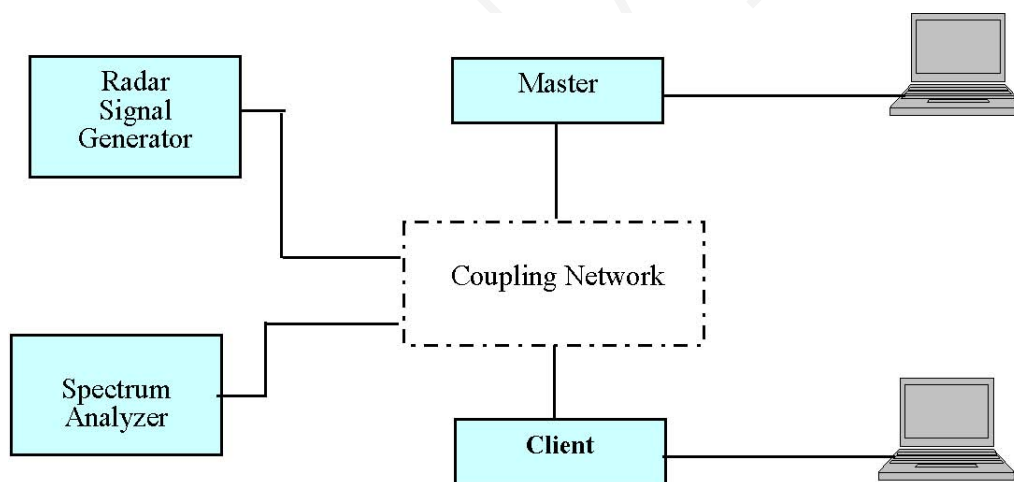 Radar
Signal
Generator
Master
Coupling Network
Spectrum
Analyzer
Client